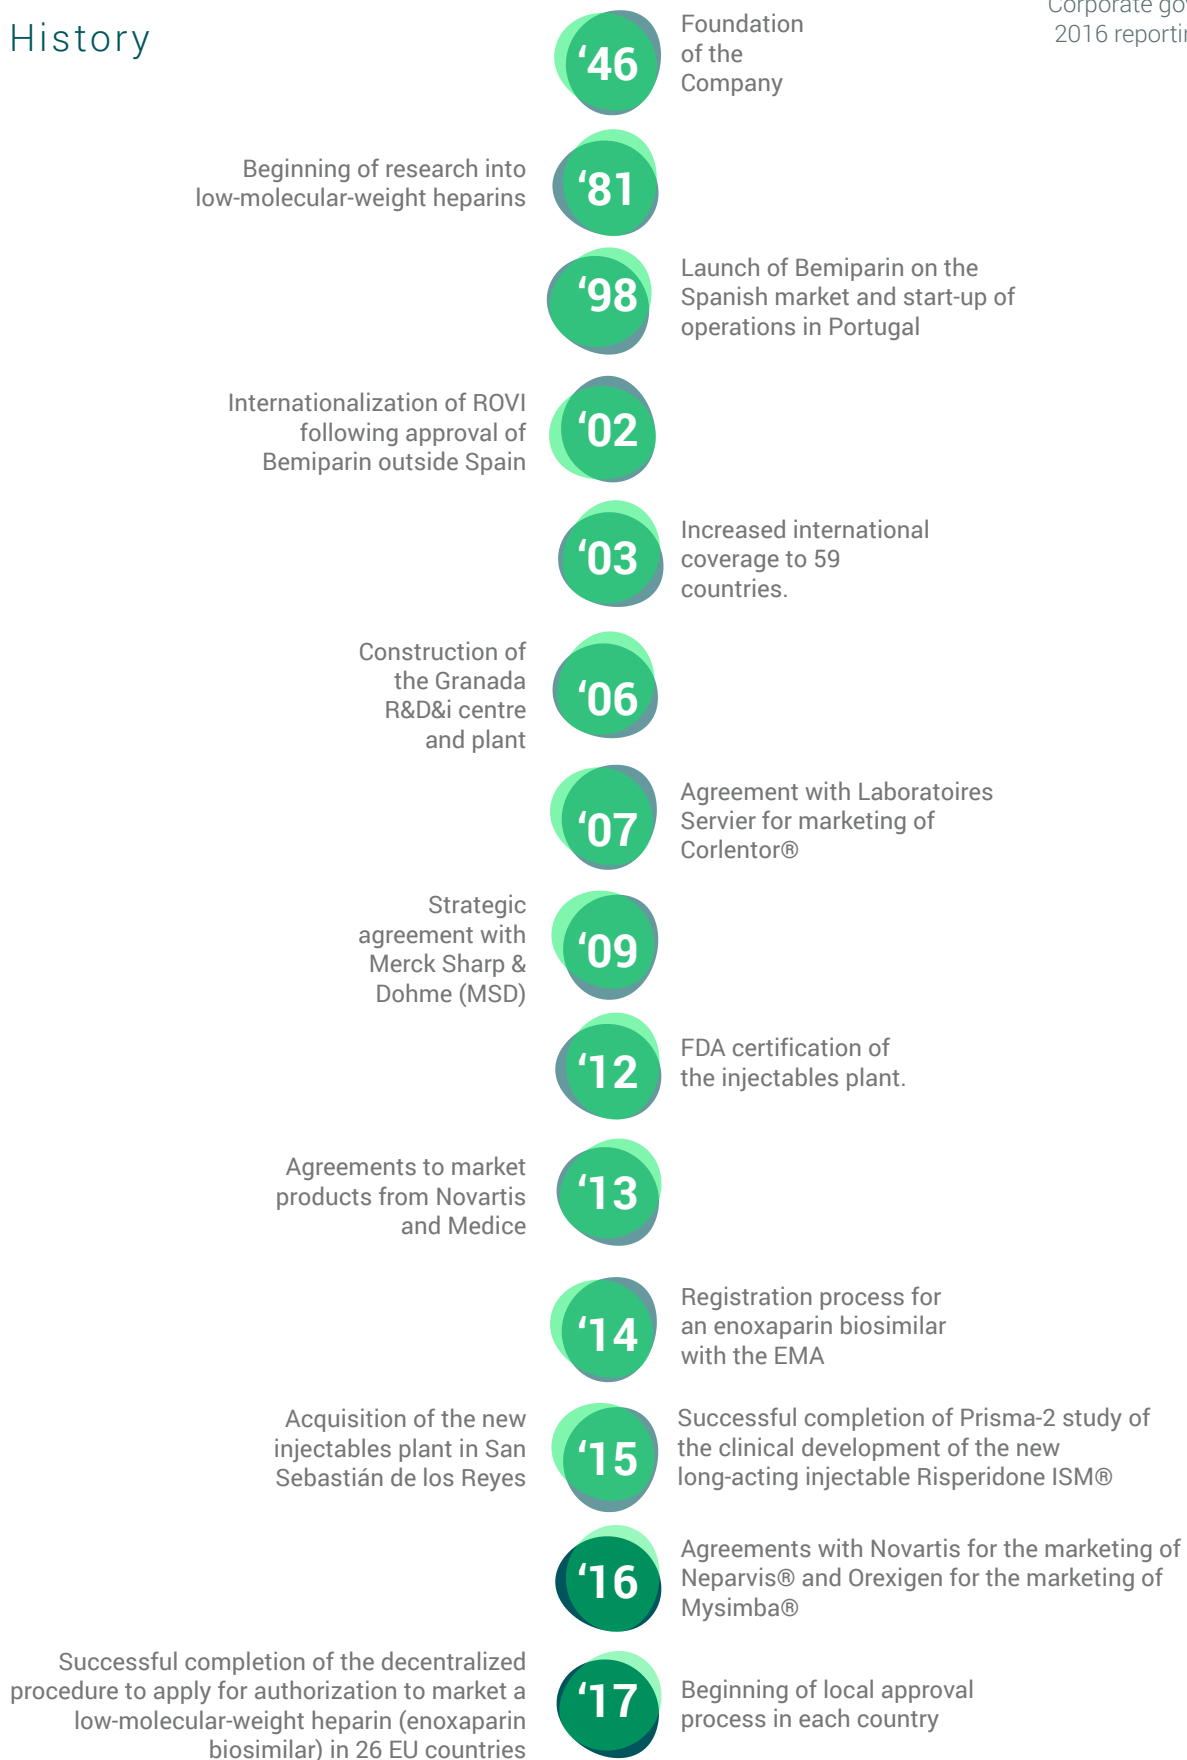 History
Corporate gov
2016 reportin
‘46
Foundation
of the
Company
Beginning of research into
low-molecular-weight heparins
‘81
‘98
Launch of Bemiparin on the
Spanish market and start-up of
operations in Portugal
Internationalization of ROVI
following approval of
Bemiparin outside Spain
‘02
‘03
Increased international
coverage to 59
countries.
Construction of
the Granada
R&D&i centre
and plant
‘06
‘07
Agreement with Laboratoires
Servier for marketing of
Corlentor®
Strategic
agreement with
Merck Sharp &
Dohme (MSD)
‘09
‘12
FDA certification of
the injectables plant.
Agreements to market
products from Novartis
and Medice
‘13
‘14
Registration process for
an enoxaparin biosimilar
with the EMA
Acquisition of the new
injectables plant in San
Sebastián de los Reyes
‘15
Successful completion of Prisma-2 study of
the clinical development of the new
long-acting injectable Risperidone ISM®
‘16
Agreements with Novartis for the marketing of
Neparvis® and Orexigen for the marketing of
Mysimba®
Successful completion of the decentralized
procedure to apply for authorization to market a
low-molecular-weight heparin (enoxaparin
biosimilar) in 26 EU countries
‘17
Beginning of local approval
process in each country